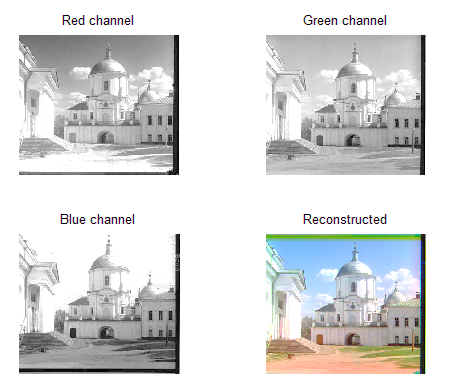 Red channel
Green channel
Blue channel
Reconstructed